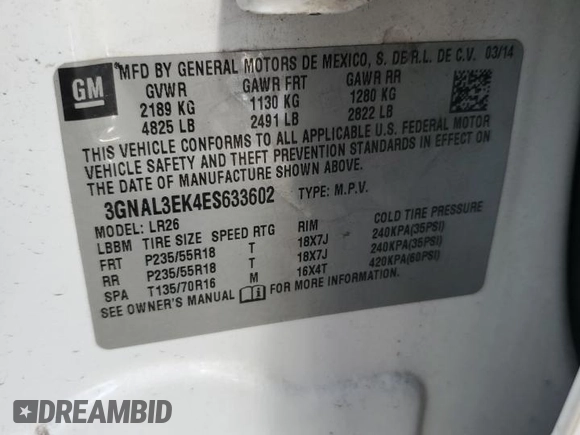 GM
MFD BY GENERAL MOTORS DE MEXICO, S. DE R.L. DE C.V. 03/14
GVWR GAWR FRT GAWR RR
2189 KG 1130 KG 1280 KG
4825 LB 2491 LB 2822 LB
THIS VEHICLE CONFORMS TO ALL APPLICABLE U.S. FEDERAL MOTOR
VEHICLE SAFETY AND THEFT PREVENTION STANDARDS IN EFFECT ON
THE DATE OF MANUFACTURE SHOWN ABOVE.
3GNAL3EK4ES633602 TYPE: M.P.V.
MODEL: LR26
LBBM TIRE SIZE SPEED RTG RIM COLD TIRE PRESSURE
FRT P235/55R18 T 18X7J 240KPA(35PSI)
RR P235/55R18 T 18X7J 240KPA(35PSI)
SPA T135/70R16 M 16X4T 420KPA(60PSI)
SEE OWNER'S MANUAL FOR MORE INFORMATION.
DREAMBID